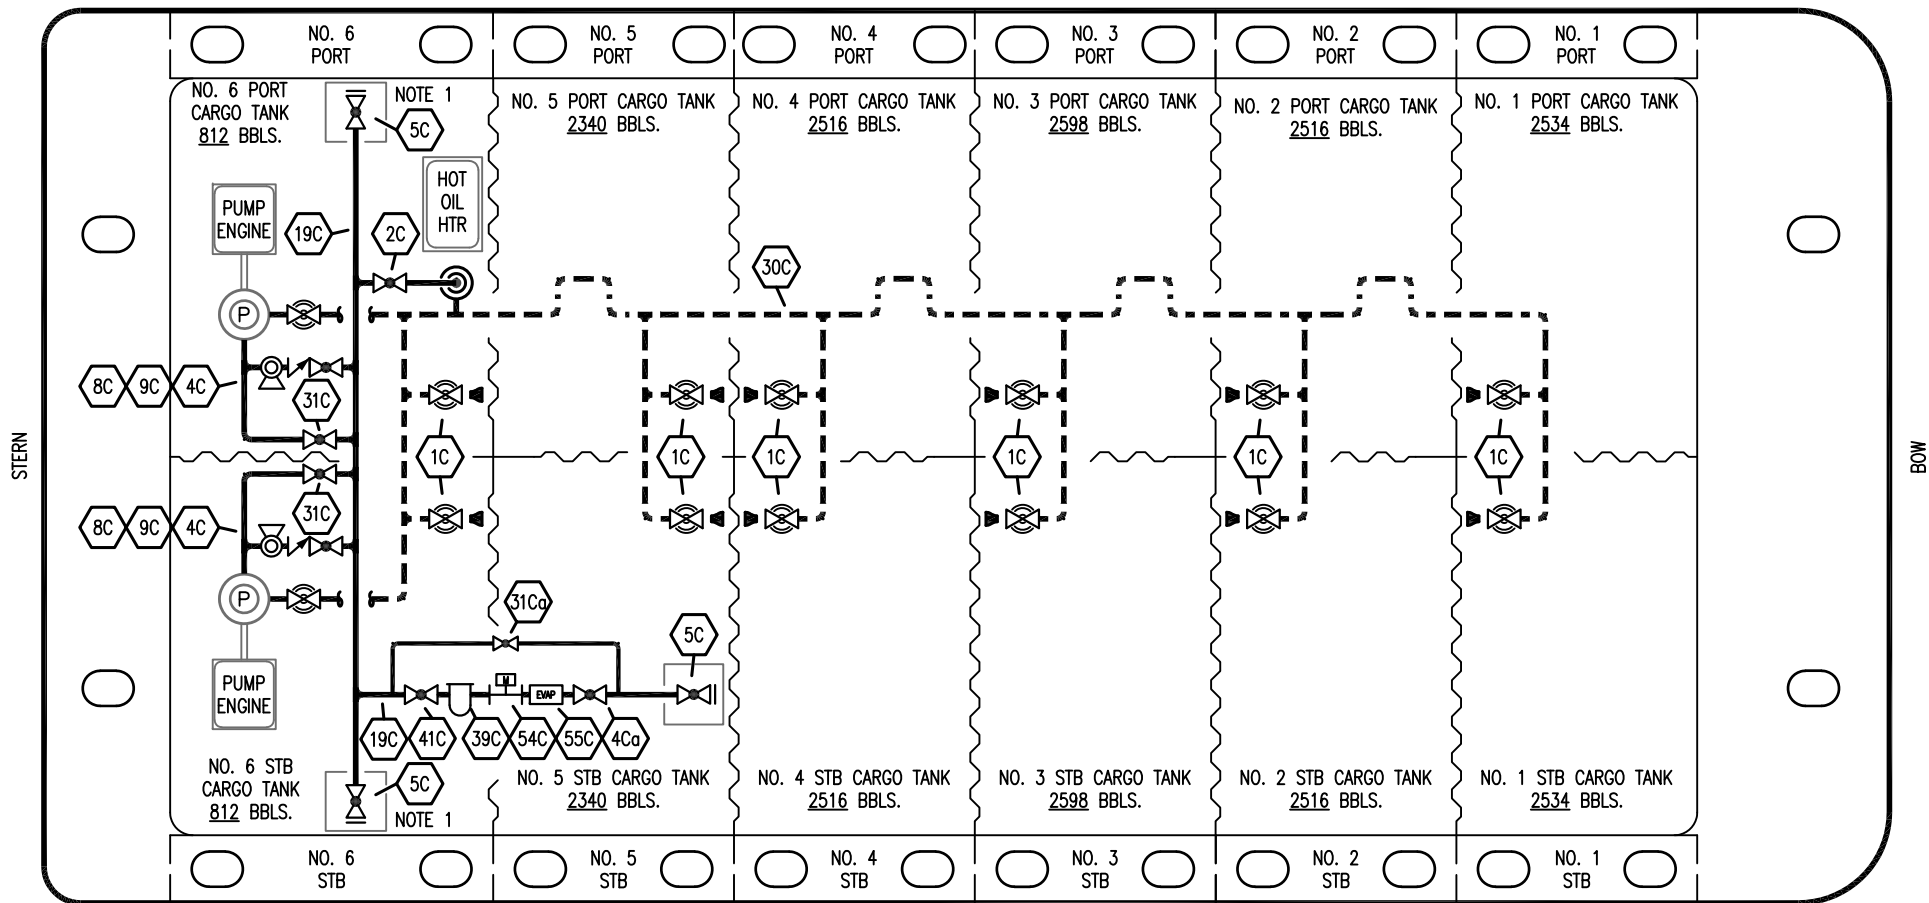 NO. 6
PORT
NO. 5
PORT
NO. 4
PORT
NO. 3
PORT
NO. 2
PORT
NO. 1
PORT
NO. 6 PORT
CARGO TANK
812 BBLS.
NOTE 1
5C
NO. 5 PORT CARGO TANK
2340 BBLS.
NO. 4 PORT CARGO TANK
2516 BBLS.
NO. 3 PORT CARGO TANK
2598 BBLS.
NO. 2 PORT CARGO TANK
2516 BBLS.
NO. 1 PORT CARGO TANK
2534 BBLS.
PUMP
ENGINE
19C
2C
HOT
OIL
HTR
30C
P
8C
9C
4C
31C
STERN
1C
1C
1C
1C
1C
1C
BOW
8C
9C
4C
31C
P
31Ca
5C
PUMP
ENGINE
M
EVAP
19C
41C
39C
54C
55C
4Ca
NO. 6 STB
CARGO TANK
812 BBLS.
5C
NOTE 1
NO. 5 STB CARGO TANK
2340 BBLS.
NO. 4 STB CARGO TANK
2516 BBLS.
NO. 3 STB CARGO TANK
2598 BBLS.
NO. 2 STB CARGO TANK
2516 BBLS.
NO. 1 STB CARGO TANK
2534 BBLS.
NO. 6
STB
NO. 5
STB
NO. 4
STB
NO. 3
STB
NO. 2
STB
NO. 1
STB